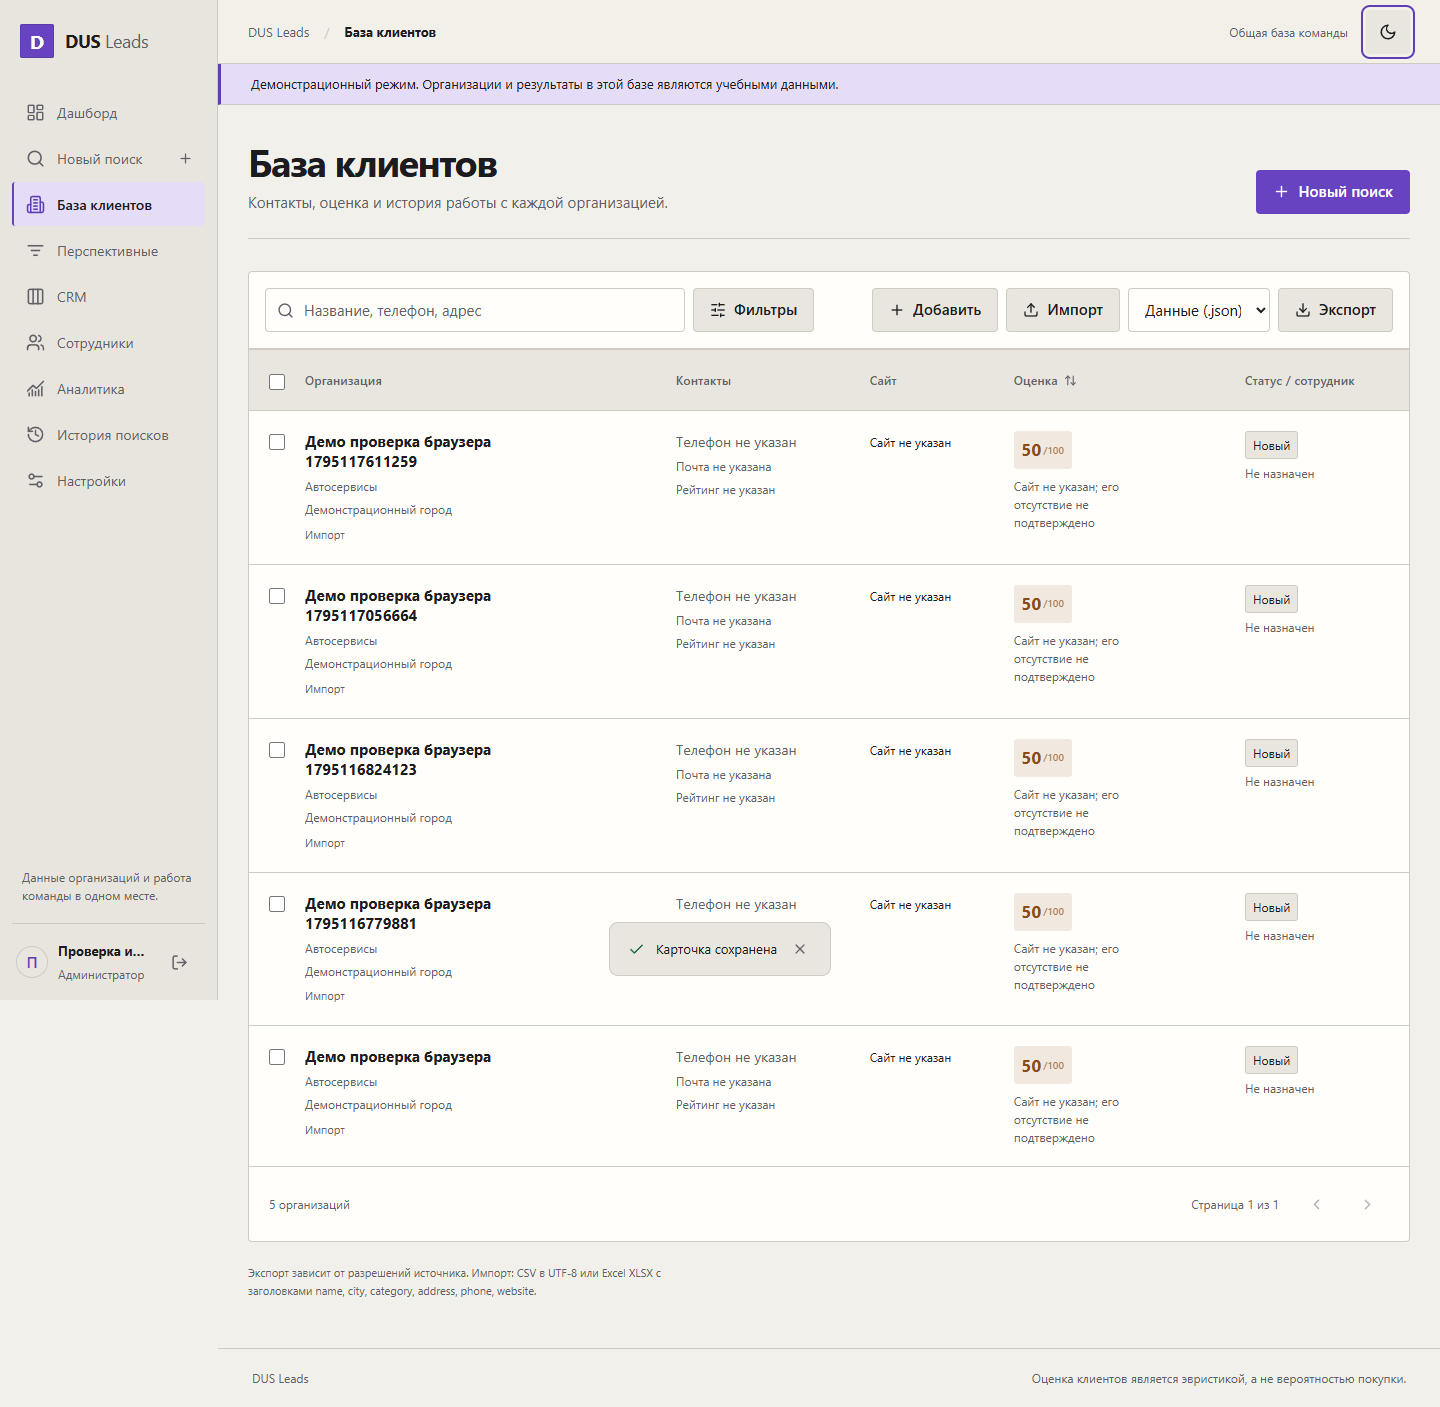 D DUS Leads
Дашборд
Новый поиск
База клиентов
Перспективные
CRM
Сотрудники
Аналитика
История поисков
Настройки
Данные организаций и работа
команды в одном месте.
П
Проверка и...
Администратор
DUS Leads / База клиентов
Общая база команды
Демонстрационный режим. Организации и результаты в этой базе являются учебными данными.
База клиентов
Контакты, оценка и история работы с каждой организацией.
+ Новый поиск
Название, телефон, адрес
Фильтры
+ Добавить
Импорт
Данные (.json)
Экспорт
Организация
Контакты
Сайт
Оценка
Статус / сотрудник
Демо проверка браузера
1795117611259
Автосервисы
Демонстрационный город
Импорт
Телефон не указан
Почта не указана
Рейтинг не указан
Сайт не указан
50 /100
Сайт не указан; его
отсутствие не
подтверждено
Новый
Не назначен
Демо проверка браузера
1795117056664
Автосервисы
Демонстрационный город
Импорт
Телефон не указан
Почта не указана
Рейтинг не указан
Сайт не указан
50 /100
Сайт не указан; его
отсутствие не
подтверждено
Новый
Не назначен
Демо проверка браузера
1795116824123
Автосервисы
Демонстрационный город
Импорт
Телефон не указан
Почта не указана
Рейтинг не указан
Сайт не указан
50 /100
Сайт не указан; его
отсутствие не
подтверждено
Новый
Не назначен
Демо проверка браузера
1795116779881
Автосервисы
Демонстрационный город
Импорт
Телефон не указан
Карточка сохранена
Сайт не указан
50 /100
Сайт не указан; его
отсутствие не
подтверждено
Новый
Не назначен
Демо проверка браузера
Автосервисы
Демонстрационный город
Импорт
Телефон не указан
Почта не указана
Рейтинг не указан
Сайт не указан
50 /100
Сайт не указан; его
отсутствие не
подтверждено
Новый
Не назначен
5 организаций
Страница 1 из 1
Экспорт зависит от разрешений источника. Импорт: CSV в UTF-8 или Excel XLSX с
заголовками name, city, category, address, phone, website.
DUS Leads
Оценка клиентов является эвристикой, а не вероятностью покупки.